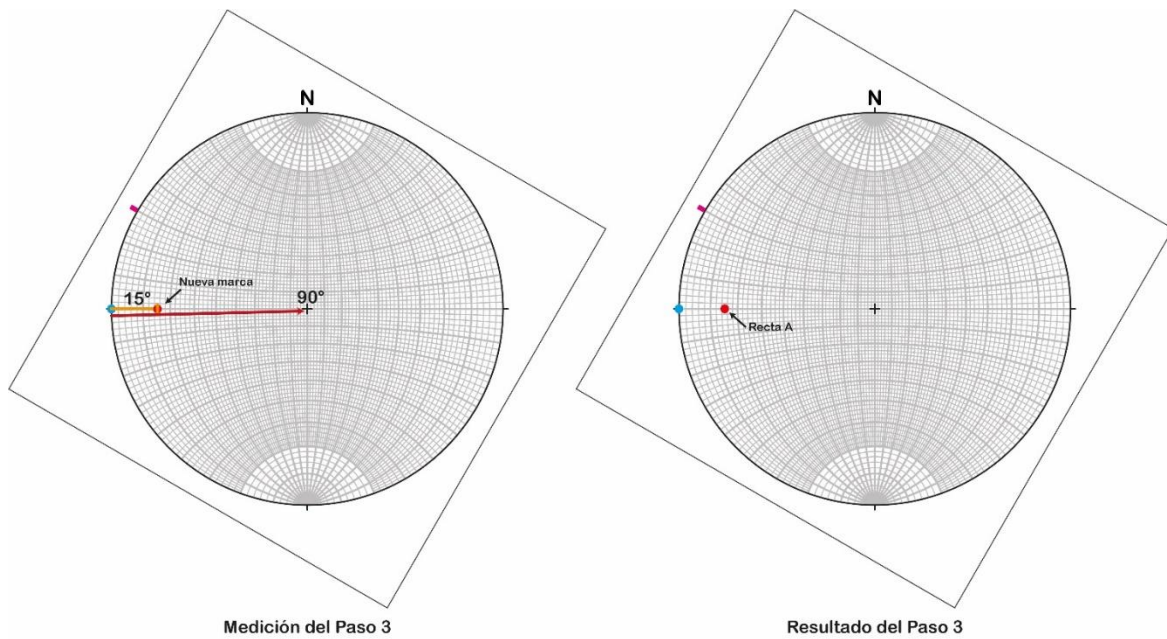 N
Nueva marca
15°
90°
Medición del Paso 3
N
Recta A
Resultado del Paso 3